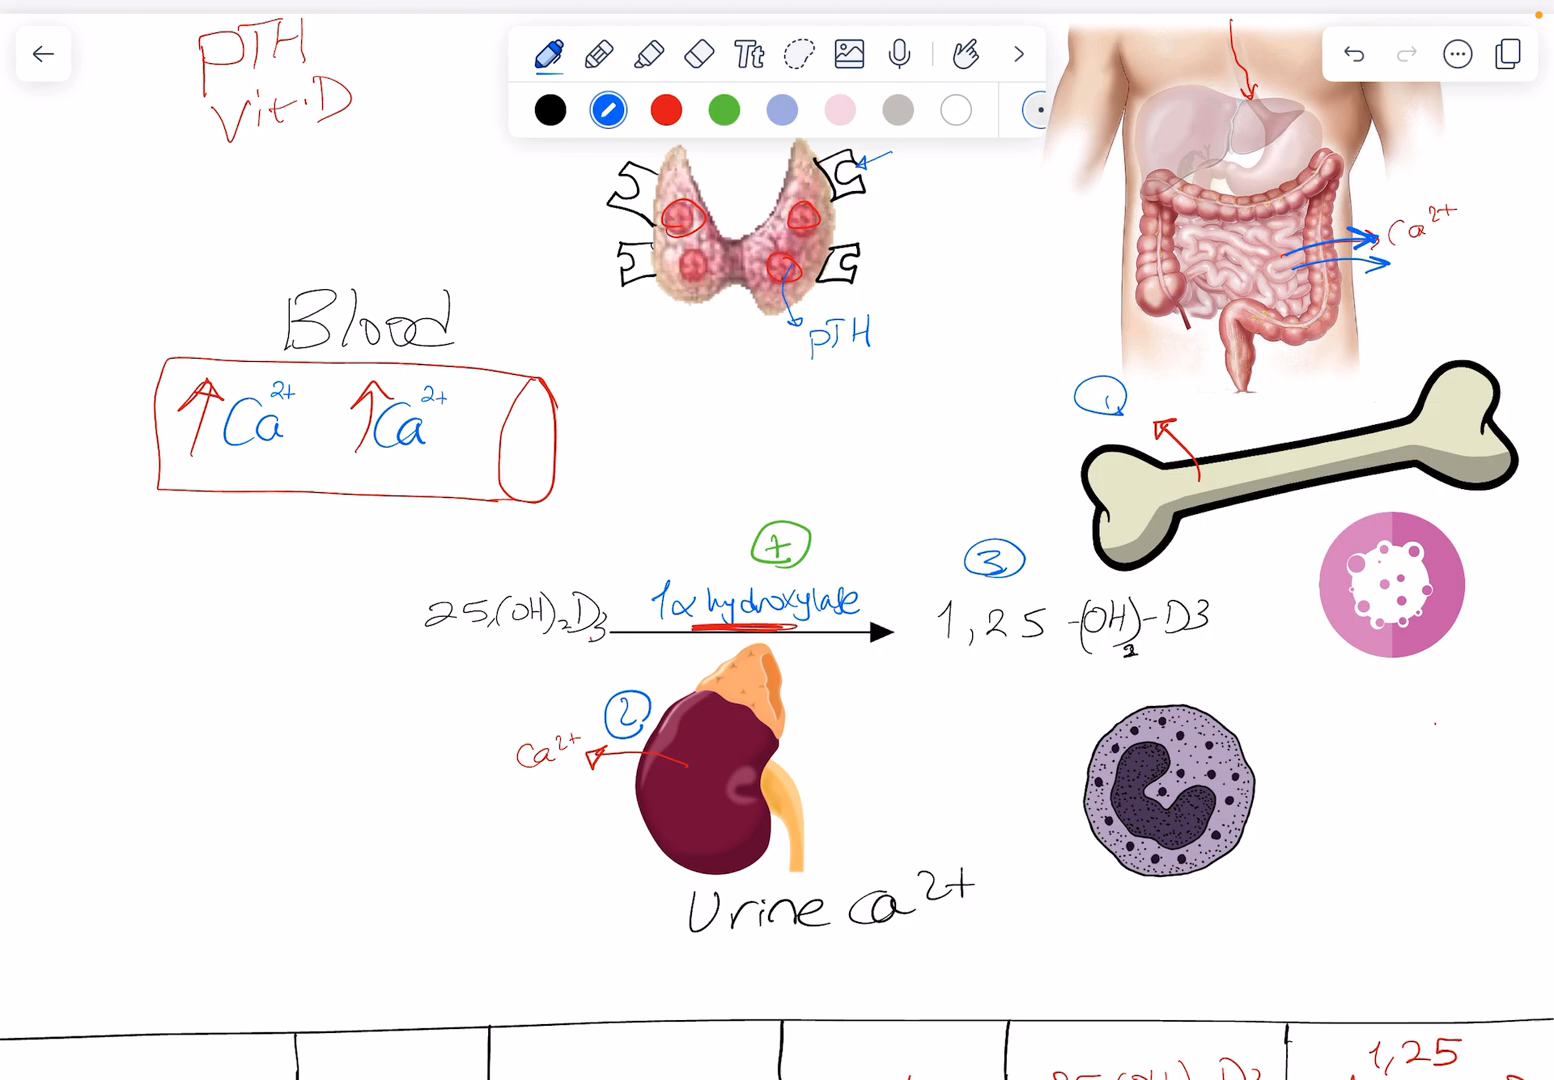 PTH
Vit.D
Tt
Ca2+
PTH
Blood
↑Ca2+ ↑Ca2+
1
+
3
25,(OH)2D3 1α hydroxylase 1,25-(OH)2-D3
2
Ca2+
Urine Ca2+
1,25